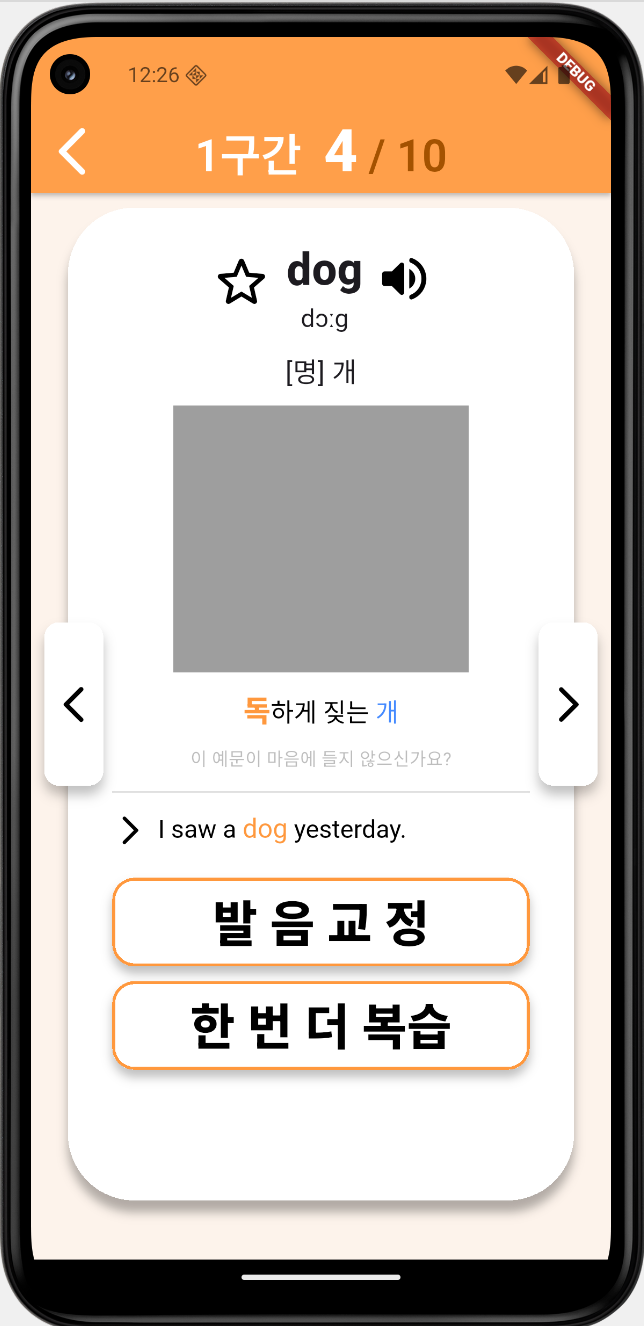 12:26
DEBUG
1구간 4 / 10
dog
dɔːg
[명] 개
독하게 짖는 개
이 예문이 마음에 들지 않으신가요?
I saw a dog yesterday.
발 음 교 정
한 번 더 복습